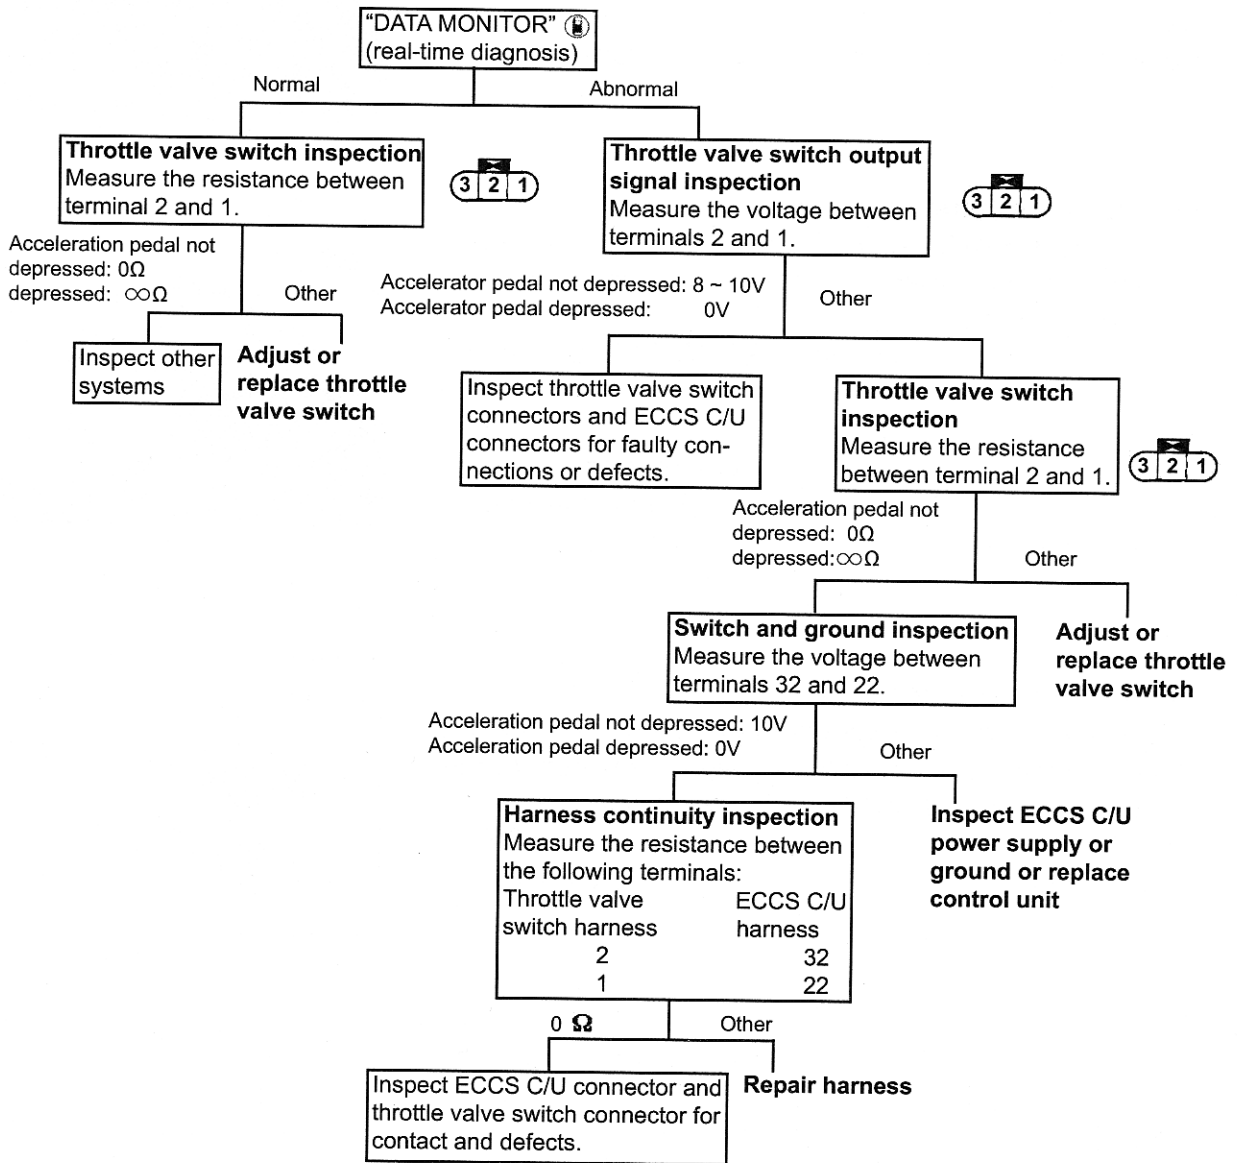 “DATA MONITOR”
(real-time diagnosis)
Normal
Abnormal
Throttle valve switch inspection
Measure the resistance between
terminal 2 and 1.
3 2 1
Throttle valve switch output
signal inspection
Measure the voltage between
terminals 2 and 1.
3 2 1
Acceleration pedal not
depressed: 0Ω
depressed: ∞Ω
Other
Accelerator pedal not depressed: 8 ~ 10V
Accelerator pedal depressed: 0V
Other
Inspect other
systems
Adjust or
replace throttle
valve switch
Inspect throttle valve switch
connectors and ECCS C/U
connectors for faulty con-
nections or defects.
Throttle valve switch
inspection
Measure the resistance
between terminal 2 and 1.
3 2 1
Acceleration pedal not
depressed: 0Ω
depressed:∞Ω
Other
Switch and ground inspection
Measure the voltage between
terminals 32 and 22.
Adjust or
replace throttle
valve switch
Acceleration pedal not depressed: 10V
Acceleration pedal depressed: 0V
Other
Harness continuity inspection
Measure the resistance between
the following terminals:
Throttle valve ECCS C/U
switch harness harness
2 32
1 22
Inspect ECCS C/U
power supply or
ground or replace
control unit
0 Ω
Other
Inspect ECCS C/U connector and
throttle valve switch connector for
contact and defects.
Repair harness